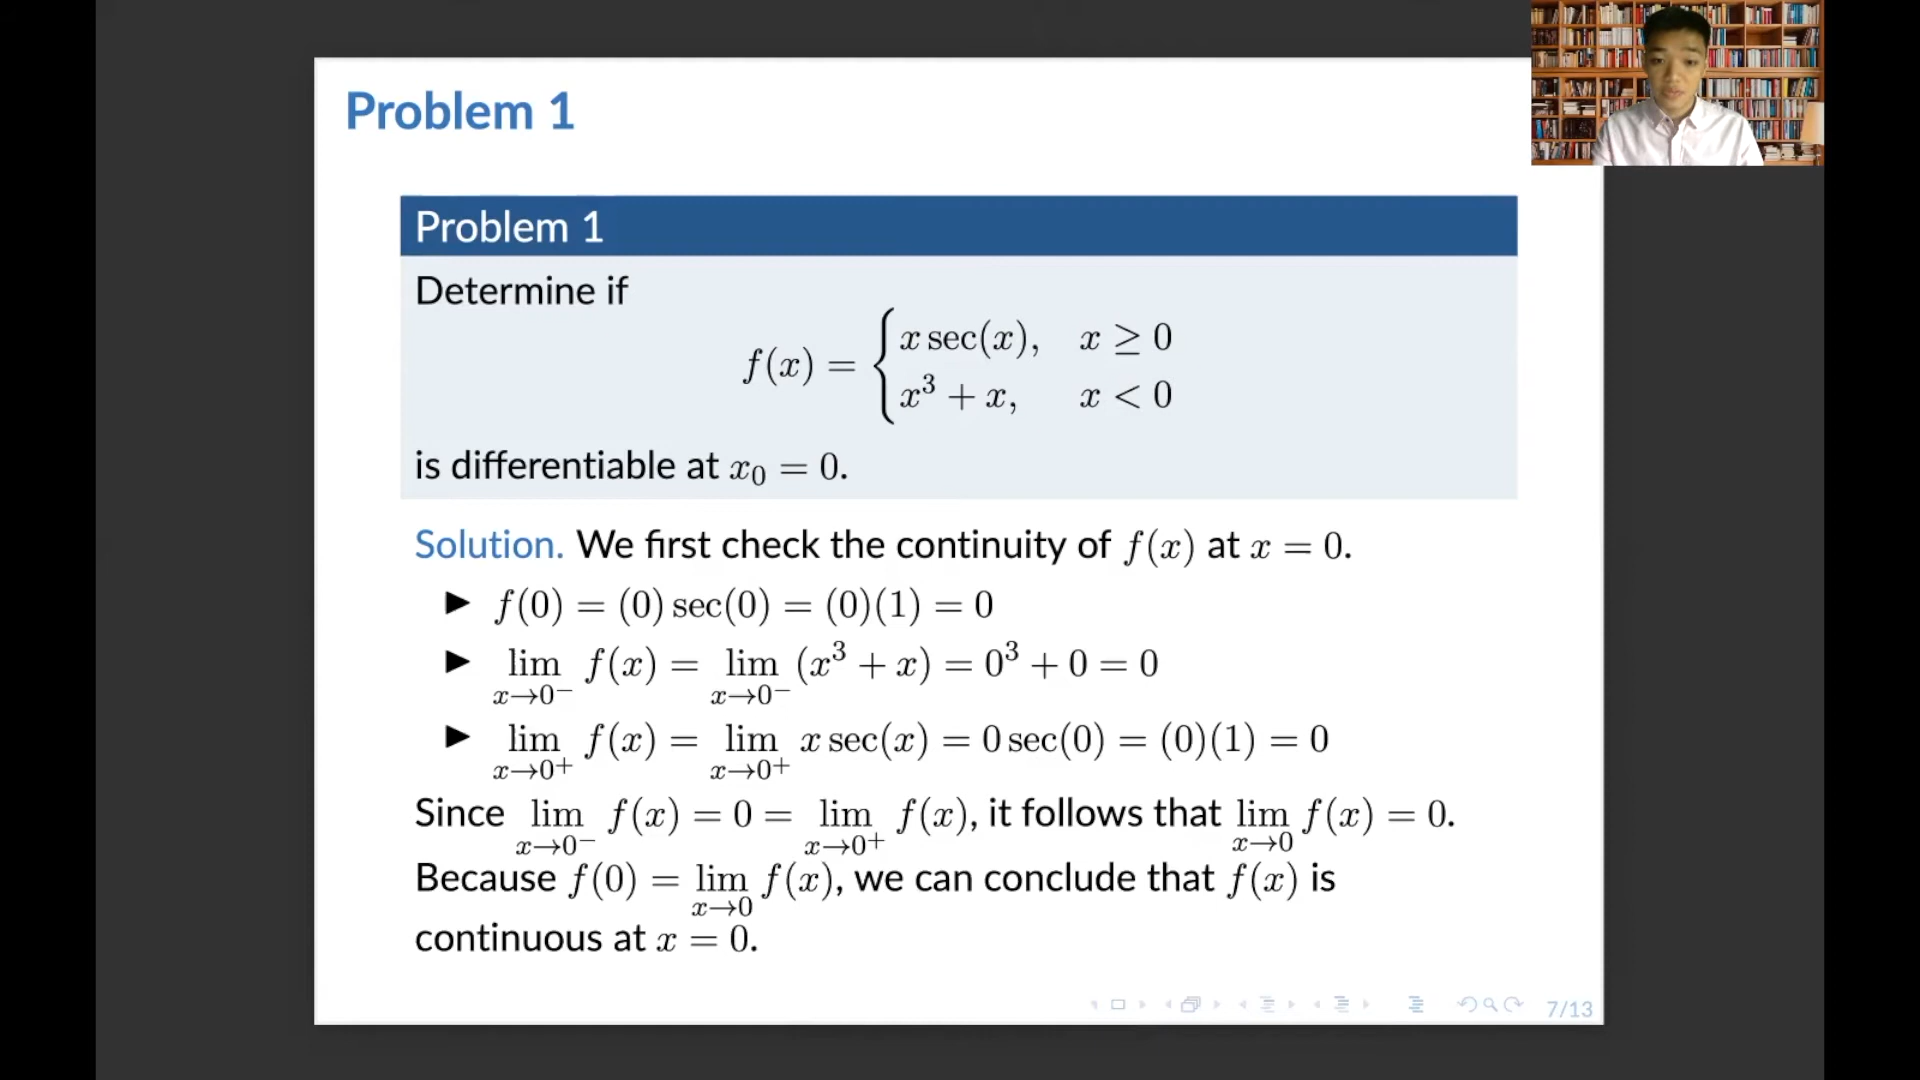 Problem 1
Problem 1
Determine if
f(x) = { x sec(x), x ≥ 0
x³ + x, x < 0
is differentiable at x₀ = 0.
Solution. We first check the continuity of f(x) at x = 0.
▶ f(0) = (0) sec(0) = (0)(1) = 0
▶ lim_{x→0⁻} f(x) = lim_{x→0⁻} (x³ + x) = 0³ + 0 = 0
▶ lim_{x→0⁺} f(x) = lim_{x→0⁺} x sec(x) = 0 sec(0) = (0)(1) = 0
Since lim_{x→0⁻} f(x) = 0 = lim_{x→0⁺} f(x), it follows that lim_{x→0} f(x) = 0.
Because f(0) = lim_{x→0} f(x), we can conclude that f(x) is
continuous at x = 0.
7/13